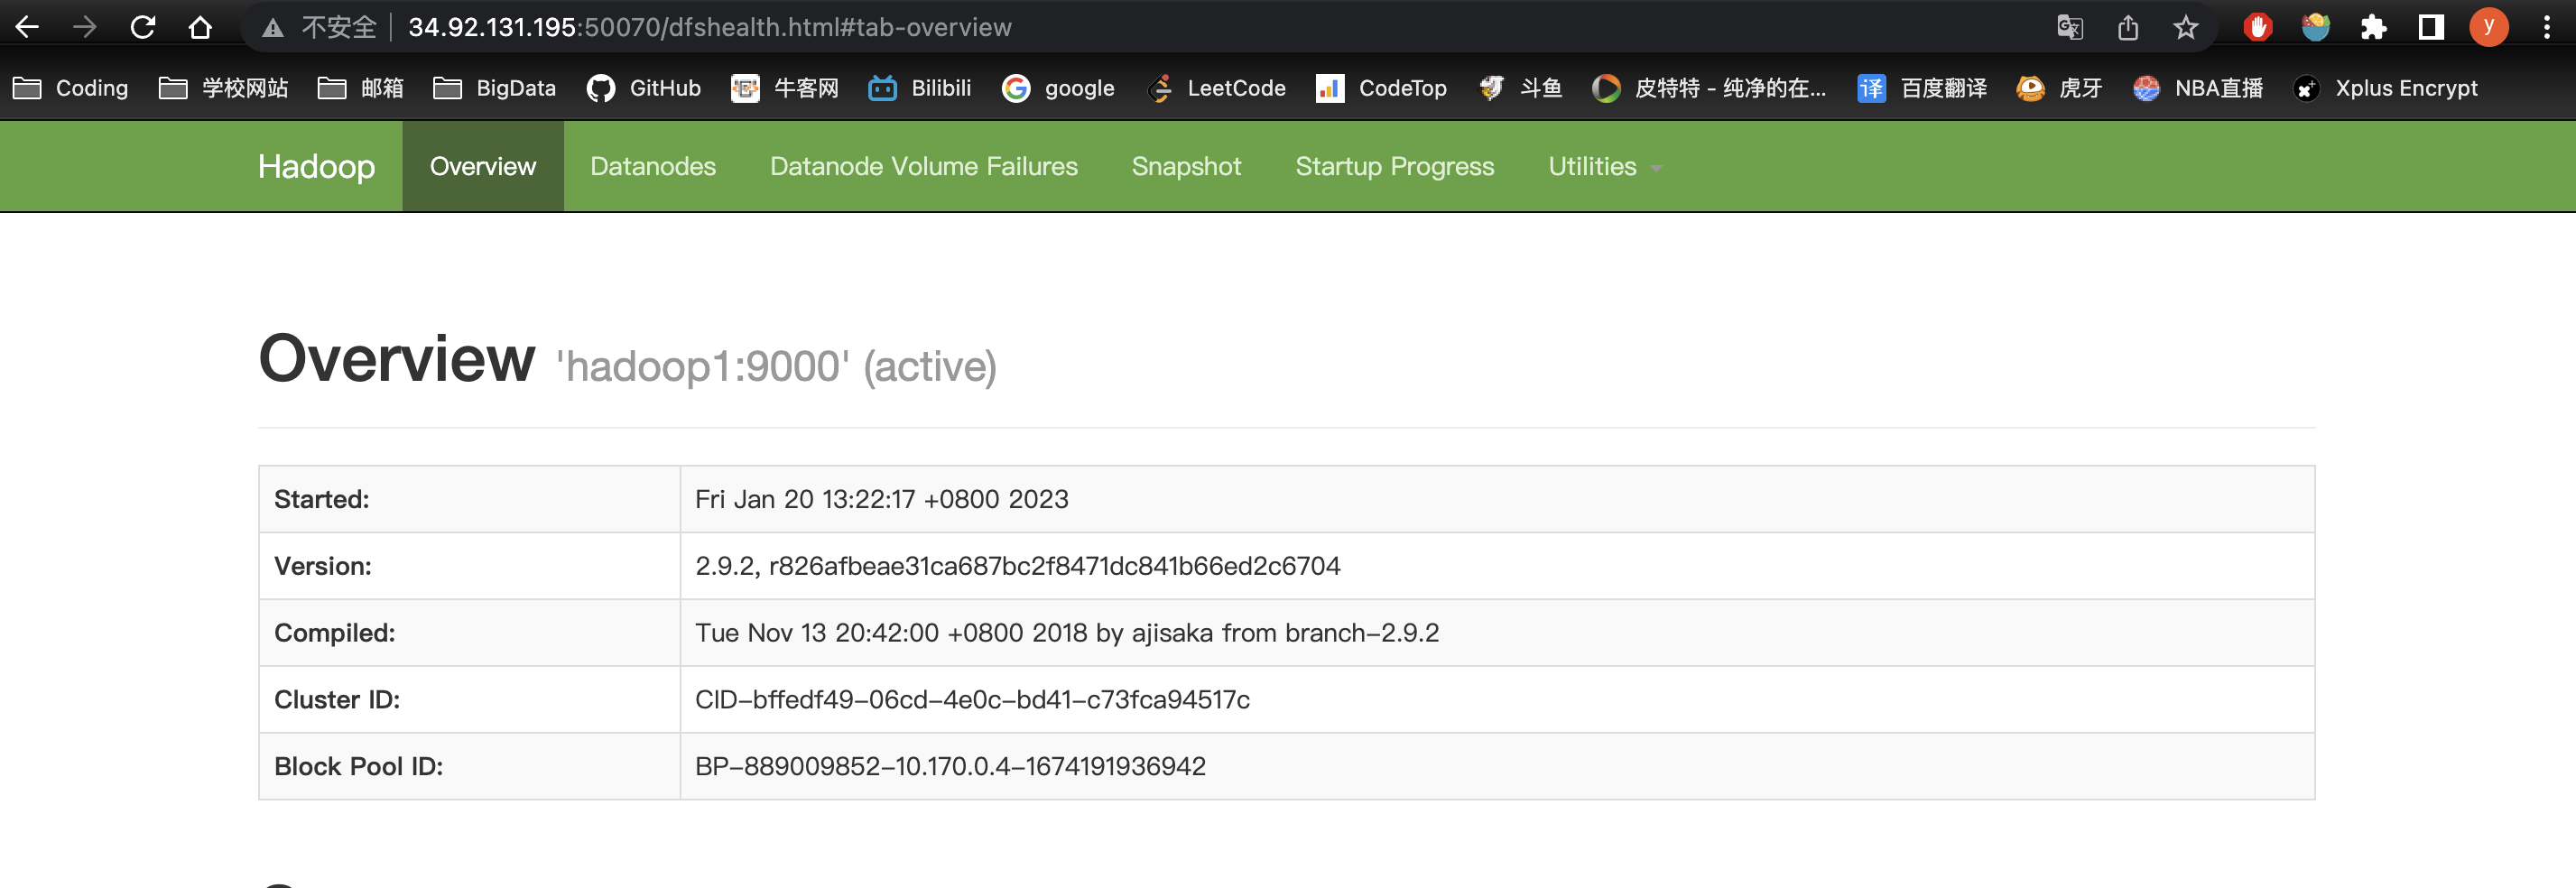 不安全 34.92.131.195:50070/dfshealth.html#tab-overview y
Coding 学校网站 邮箱 BigData GitHub 牛客网 Bilibili google LeetCode CodeTop 斗鱼 皮特特 - 纯净的在... 译 百度翻译 虎牙 NBA直播 Xplus Encrypt
Hadoop Overview Datanodes Datanode Volume Failures Snapshot Startup Progress Utilities
Overview 'hadoop1:9000' (active)
Started: Fri Jan 20 13:22:17 +0800 2023
Version: 2.9.2, r826afbeae31ca687bc2f8471dc841b66ed2c6704
Compiled: Tue Nov 13 20:42:00 +0800 2018 by ajisaka from branch-2.9.2
Cluster ID: CID-bffedf49-06cd-4e0c-bd41-c73fca94517c
Block Pool ID: BP-889009852-10.170.0.4-1674191936942